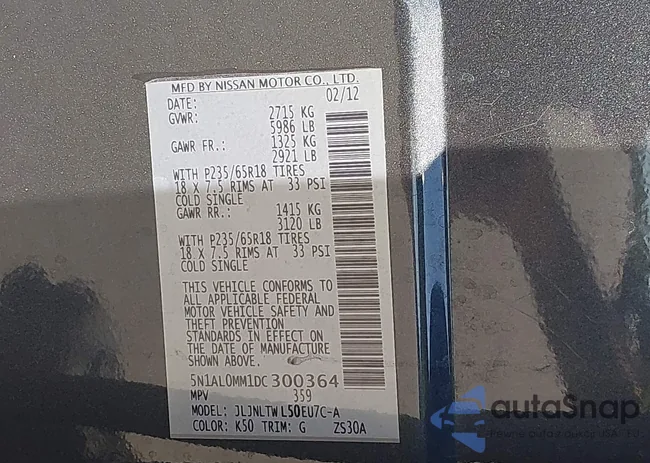 MFD BY NISSAN MOTOR CO., LTD.
DATE: 02/12
GVWR: 2715 KG
5986 LB
GAWR FR.: 1325 KG
2921 LB
WITH P235/65R18 TIRES
18 X 7.5 RIMS AT 33 PSI
COLD SINGLE
GAWR RR.: 1415 KG
3120 LB
WITH P235/65R18 TIRES
18 X 7.5 RIMS AT 33 PSI
COLD SINGLE
THIS VEHICLE CONFORMS TO
ALL APPLICABLE FEDERAL
MOTOR VEHICLE SAFETY AND
THEFT PREVENTION
STANDARDS IN EFFECT ON
THE DATE OF MANUFACTURE
SHOWN ABOVE.
5N1AL0MM1DC300364
MPV 359
MODEL: JLJNLTWL50EU7C-A
COLOR: K50 TRIM: G ZS30A
autaSnap